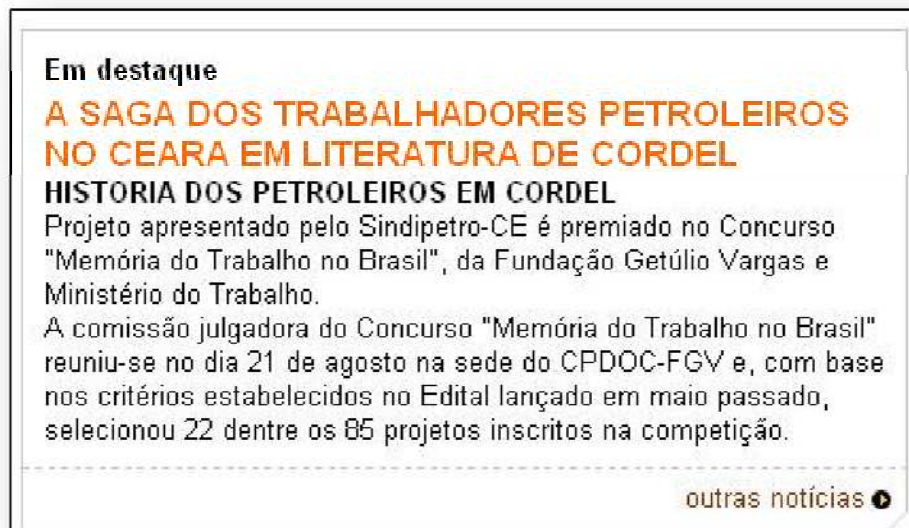 Em destaque
A SAGA DOS TRABALHADORES PETROLEIROS
NO CEARA EM LITERATURA DE CORDEL
HISTORIA DOS PETROLEIROS EM CORDEL
Projeto apresentado pelo Sindipetro-CE é premiado no Concurso
"Memória do Trabalho no Brasil", da Fundação Getúlio Vargas e
Ministério do Trabalho.
A comissão julgadora do Concurso "Memória do Trabalho no Brasil"
reuniu-se no dia 21 de agosto na sede do CPDOC-FGV e, com base
nos critérios estabelecidos no Edital lançado em maio passado,
selecionou 22 dentre os 85 projetos inscritos na competição.
outras notícias